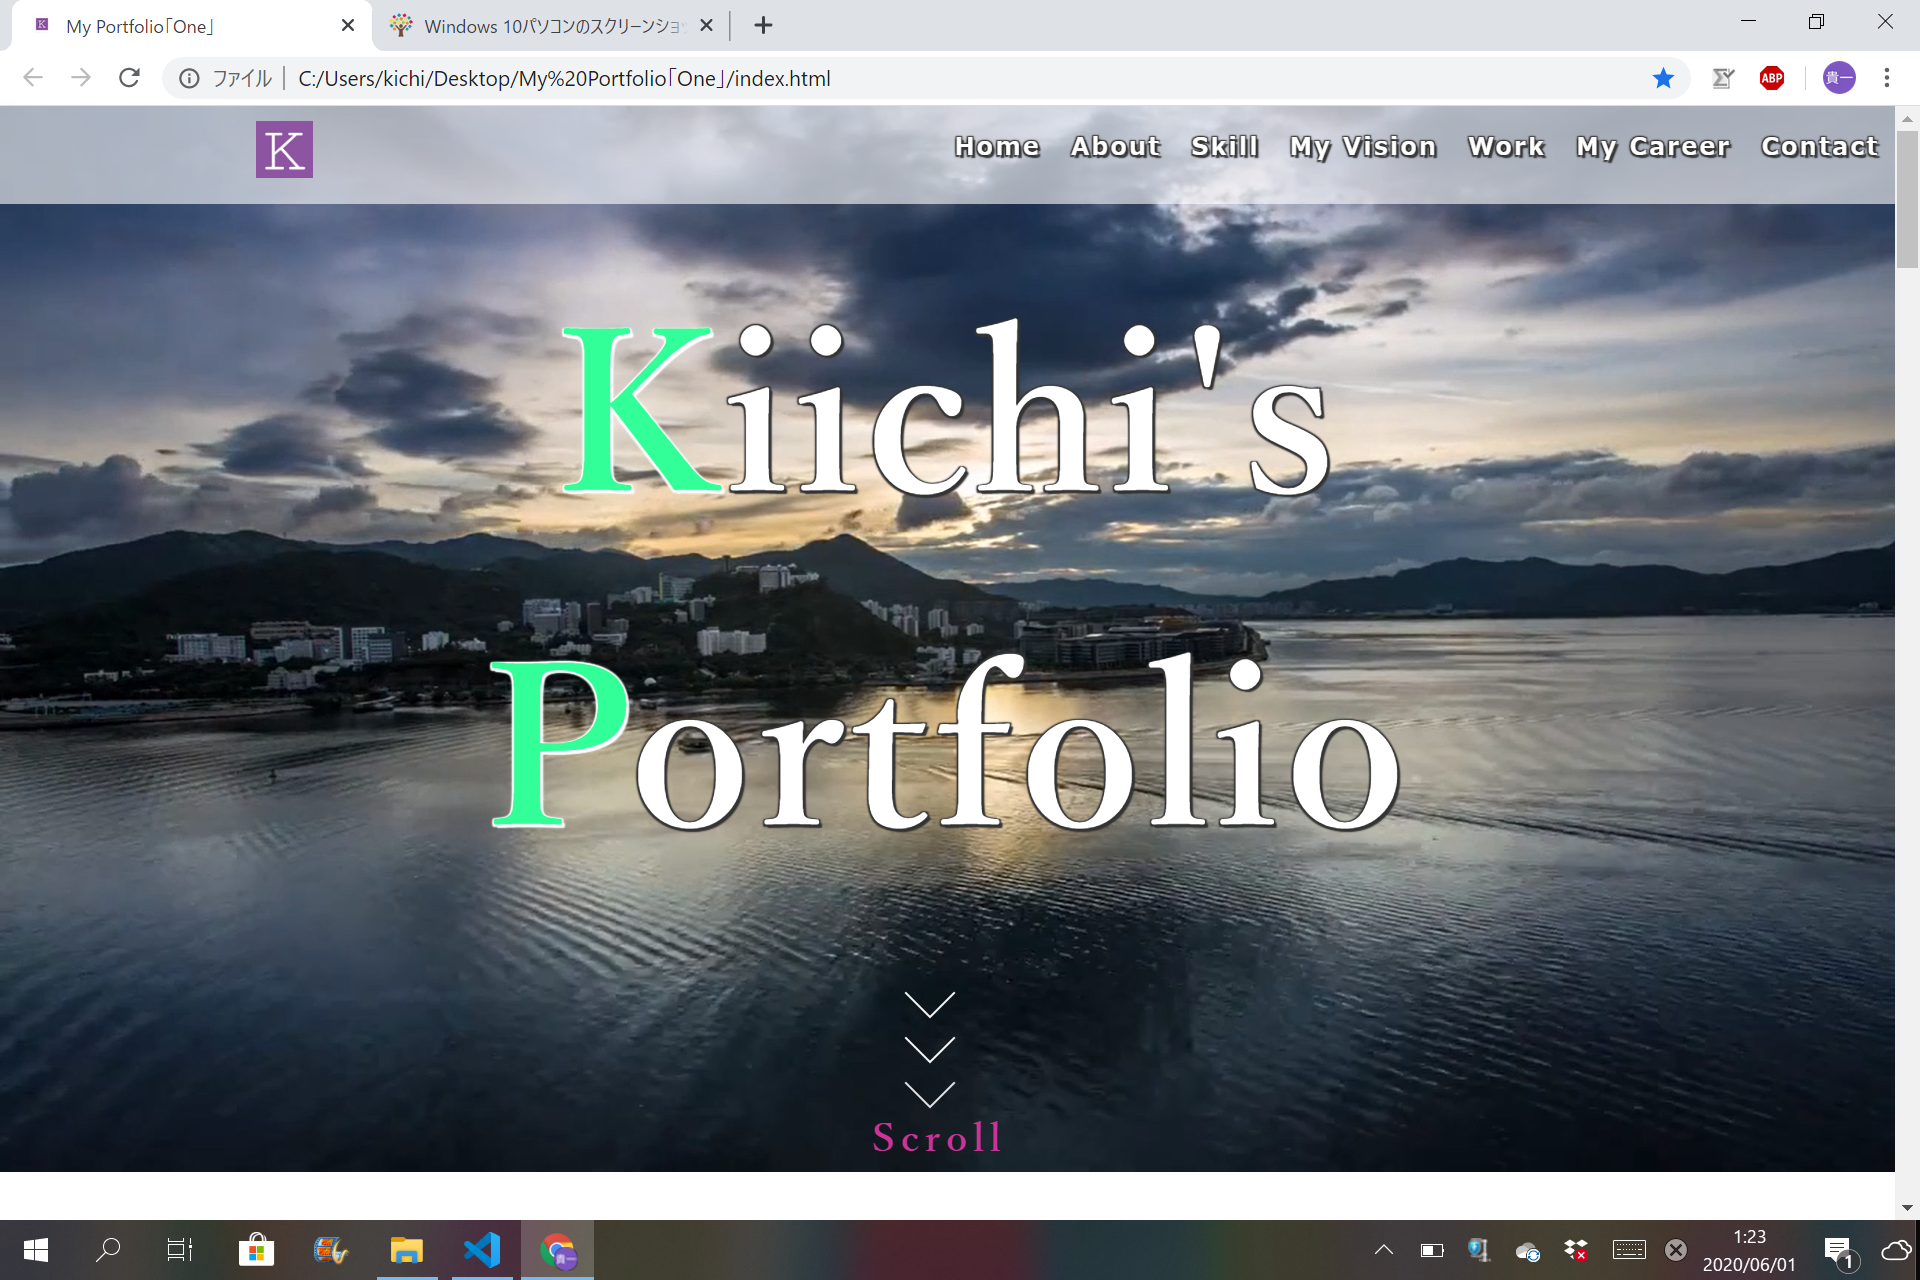 My Portfolio「One」
Windows 10パソコンのスクリーンショ
ファイル
C:/Users/kichi/Desktop/My%20Portfolio「One」/index.html
ABP
貴一
K
Home About Skill My Vision Work My Career Contact
Kiichi's
Portfolio
Scroll
1:23
2020/06/01
1